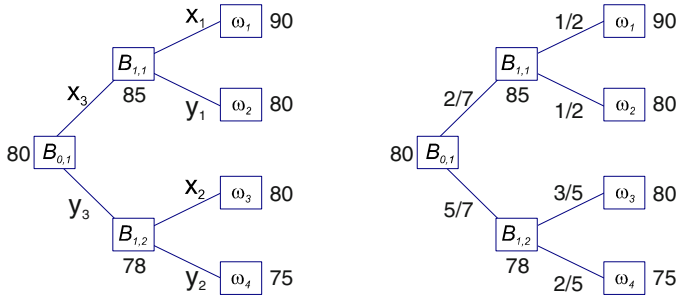 x₁ ω₁ 90
B₁,₁
85
x₃
y₁ ω₂ 80
80 B₀,₁
y₃
x₂ ω₃ 80
B₁,₂
78
y₂ ω₄ 75
1/2 ω₁ 90
B₁,₁
85
2/7
1/2 ω₂ 80
80 B₀,₁
5/7
3/5 ω₃ 80
B₁,₂
78
2/5 ω₄ 75